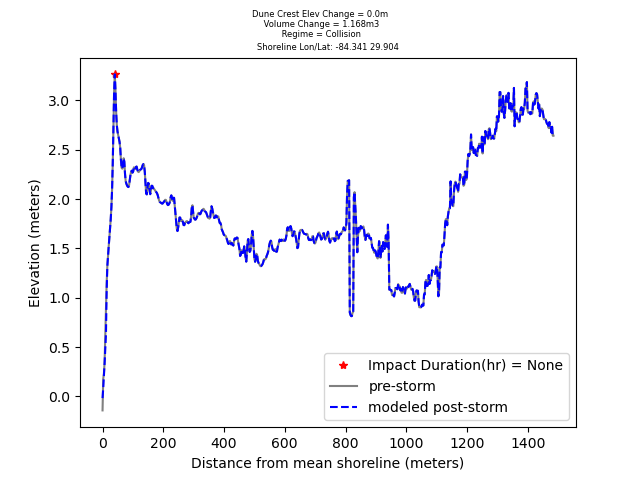 Dune Crest Elev Change = 0.0m
Volume Change = 1.168m3
Regime = Collision
Shoreline Lon/Lat: -84.341 29.904
3.0
2.5
2.0
1.5
1.0
0.5
0.0
Elevation (meters)
Impact Duration(hr) = None
pre-storm
modeled post-storm
0 200 400 600 800 1000 1200 1400
Distance from mean shoreline (meters)